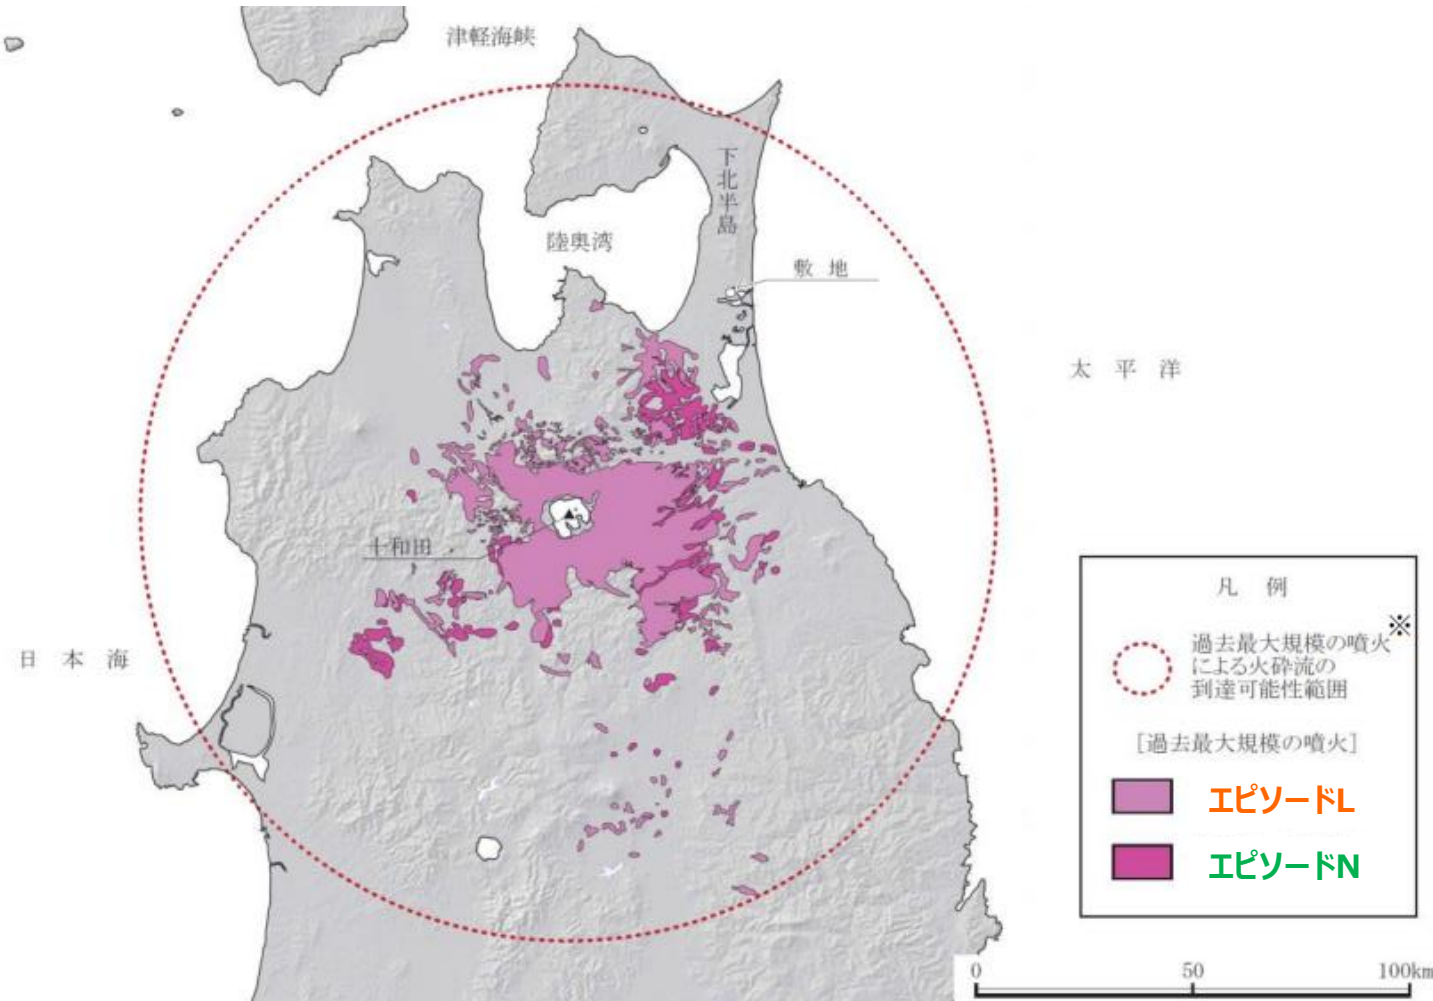 津軽海峡
下北半島
陸奥湾
敷地
太平洋
十和田
日本海
凡例
過去最大規模の噴火※
による火砕流の
到達可能性範囲
[過去最大規模の噴火]
エピソードL
エピソードN
0 50 100km